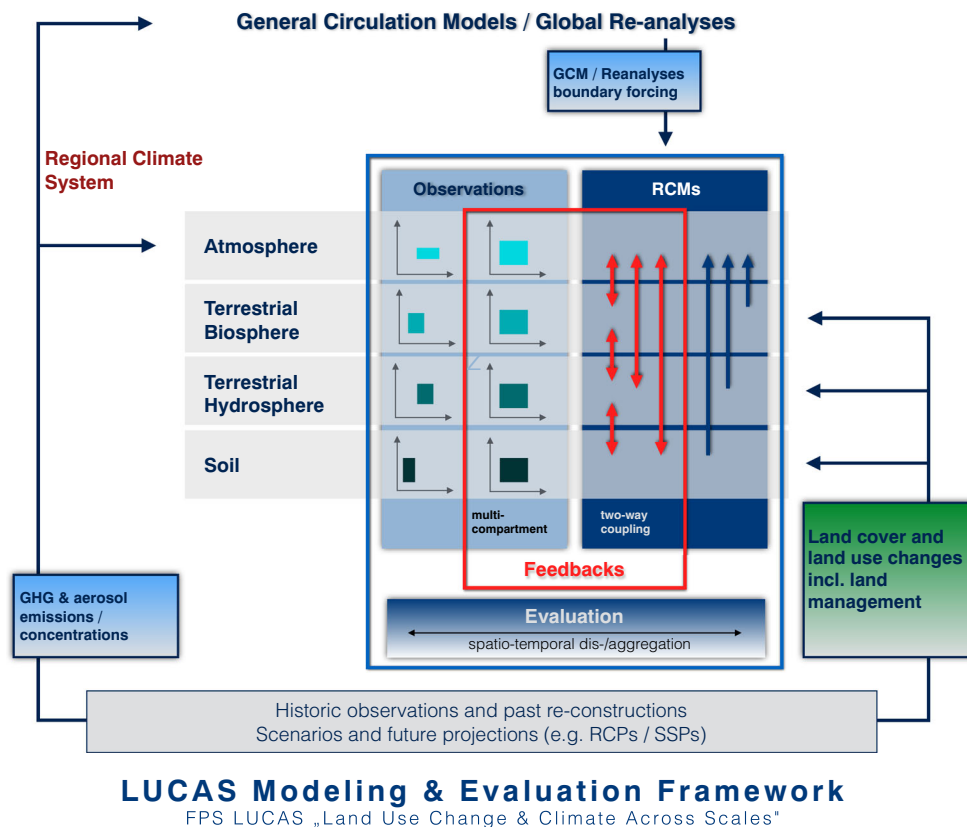 General Circulation Models / Global Re-analyses
GCM / Reanalyses
boundary forcing
Regional Climate
System
Observations
RCMs
Atmosphere
Terrestrial
Biosphere
Terrestrial
Hydrosphere
Soil
multi-
compartment
two-way
coupling
Feedbacks
Land cover and
land use changes
incl. land
management
GHG & aerosol
emissions /
concentrations
Evaluation
spatio-temporal dis-/aggregation
Historic observations and past re-constructions
Scenarios and future projections (e.g. RCPs / SSPs)
LUCAS Modeling & Evaluation Framework
FPS LUCAS „Land Use Change & Climate Across Scales"